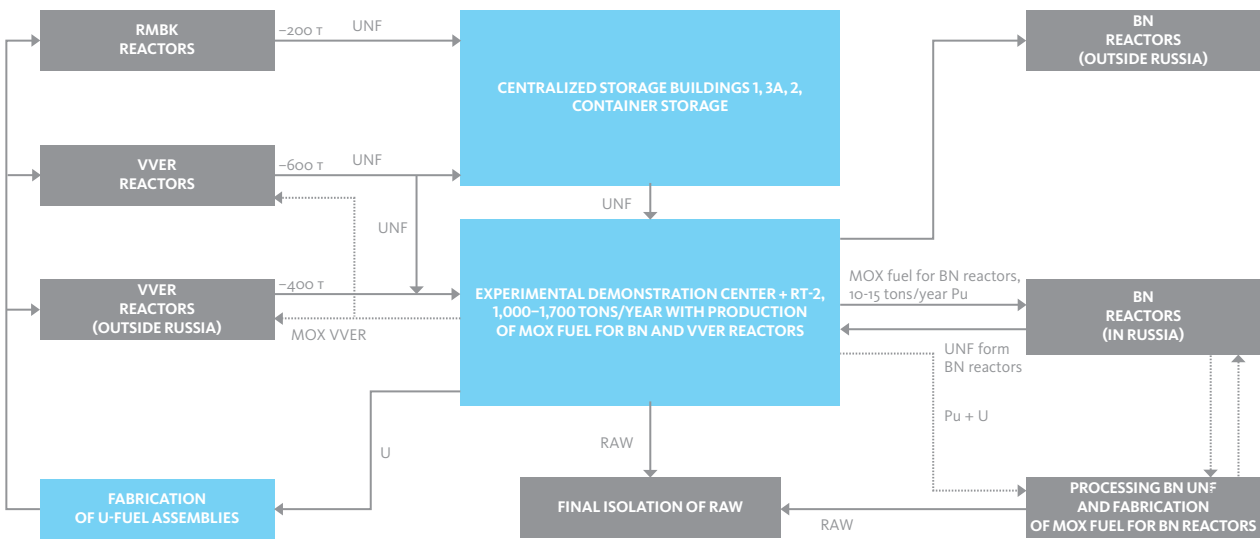 RMBK
REACTORS
–200 T
UNF
CENTRALIZED STORAGE BUILDINGS 1, 3A, 2,
CONTAINER STORAGE
BN
REACTORS
(OUTSIDE RUSSIA)
VVER
REACTORS
–600 T
UNF
UNF
UNF
VVER
REACTORS
(OUTSIDE RUSSIA)
–400 T
MOX VVER
EXPERIMENTAL DEMONSTRATION CENTER + RT-2,
1,000–1,700 TONS/YEAR WITH PRODUCTION
OF MOX FUEL FOR BN AND VVER REACTORS
MOX fuel for BN reactors,
10-15 tons/year Pu
BN
REACTORS
(IN RUSSIA)
UNF form
BN reactors
Pu + U
U
RAW
FABRICATION
OF U-FUEL ASSEMBLIES
FINAL ISOLATION OF RAW
RAW
PROCESSING BN UNF
AND FABRICATION
OF MOX FUEL FOR BN REACTORS